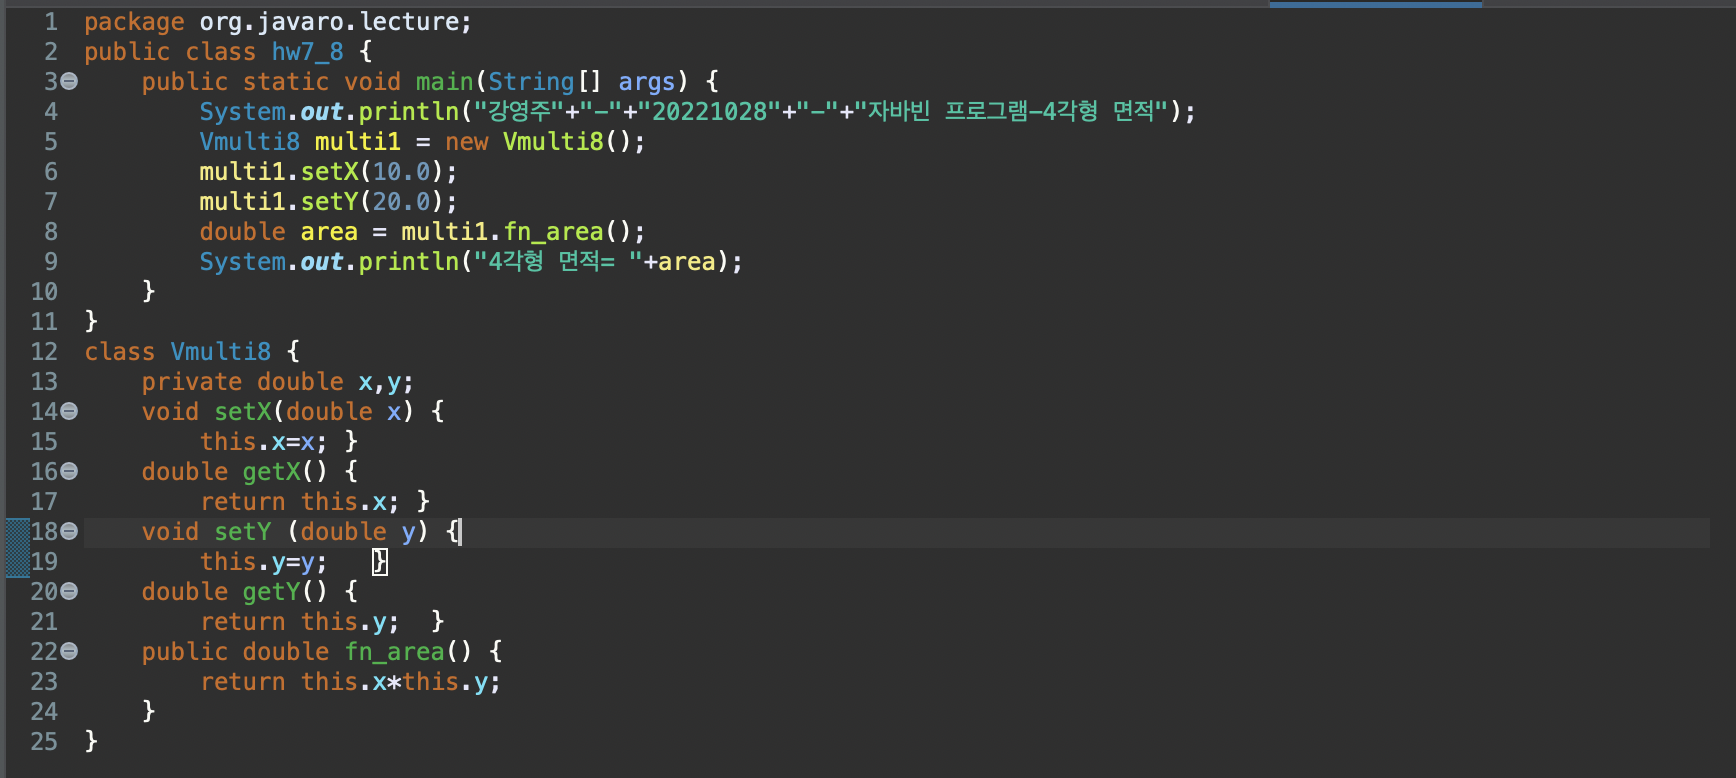 1 package org.javaro.lecture;
2 public class hw7_8 {
3 public static void main(String[] args) {
4 System.out.println("강영주"+"-"+"20221028"+"-"+"자바빈 프로그램-4각형 면적");
5 Vmulti8 multi1 = new Vmulti8();
6 multi1.setX(10.0);
7 multi1.setY(20.0);
8 double area = multi1.fn_area();
9 System.out.println("4각형 면적= "+area);
10 }
11 }
12 class Vmulti8 {
13 private double x,y;
14 void setX(double x) {
15 this.x=x; }
16 double getX() {
17 return this.x; }
18 void setY (double y) {
19 this.y=y; }
20 double getY() {
21 return this.y; }
22 public double fn_area() {
23 return this.x*this.y;
24 }
25 }